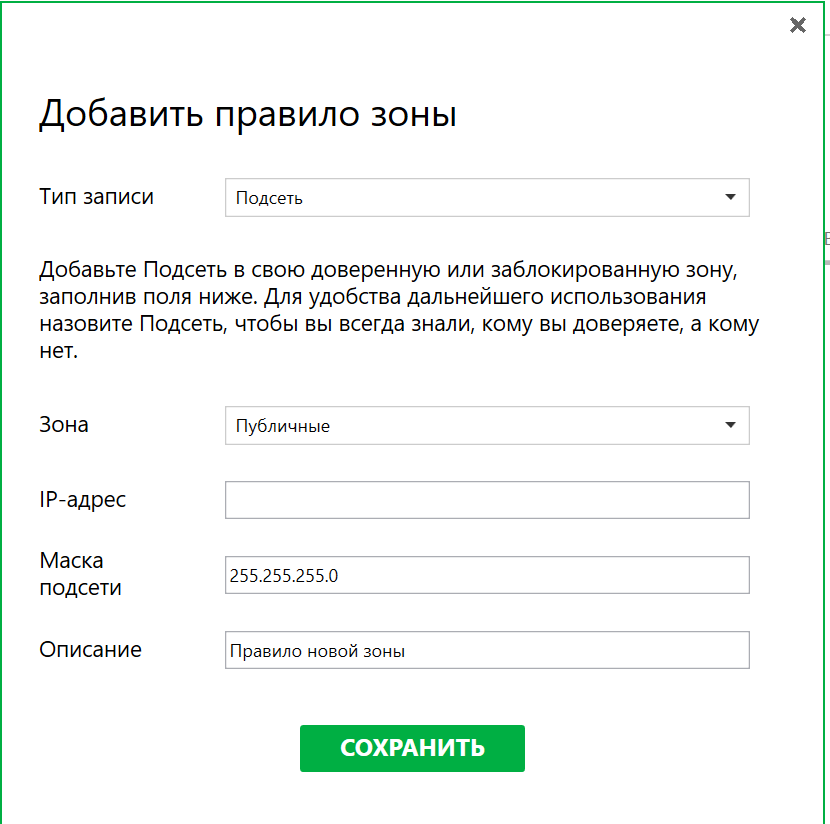 Добавить правило зоны
Тип записи
Подсеть
Добавьте Подсеть в свою доверенную или заблокированную зону,
заполнив поля ниже. Для удобства дальнейшего использования
назовите Подсеть, чтобы вы всегда знали, кому вы доверяете, а кому
нет.
Зона
Публичные
IP-адрес
Маска
подсети
255.255.255.0
Описание
Правило новой зоны
СОХРАНИТЬ